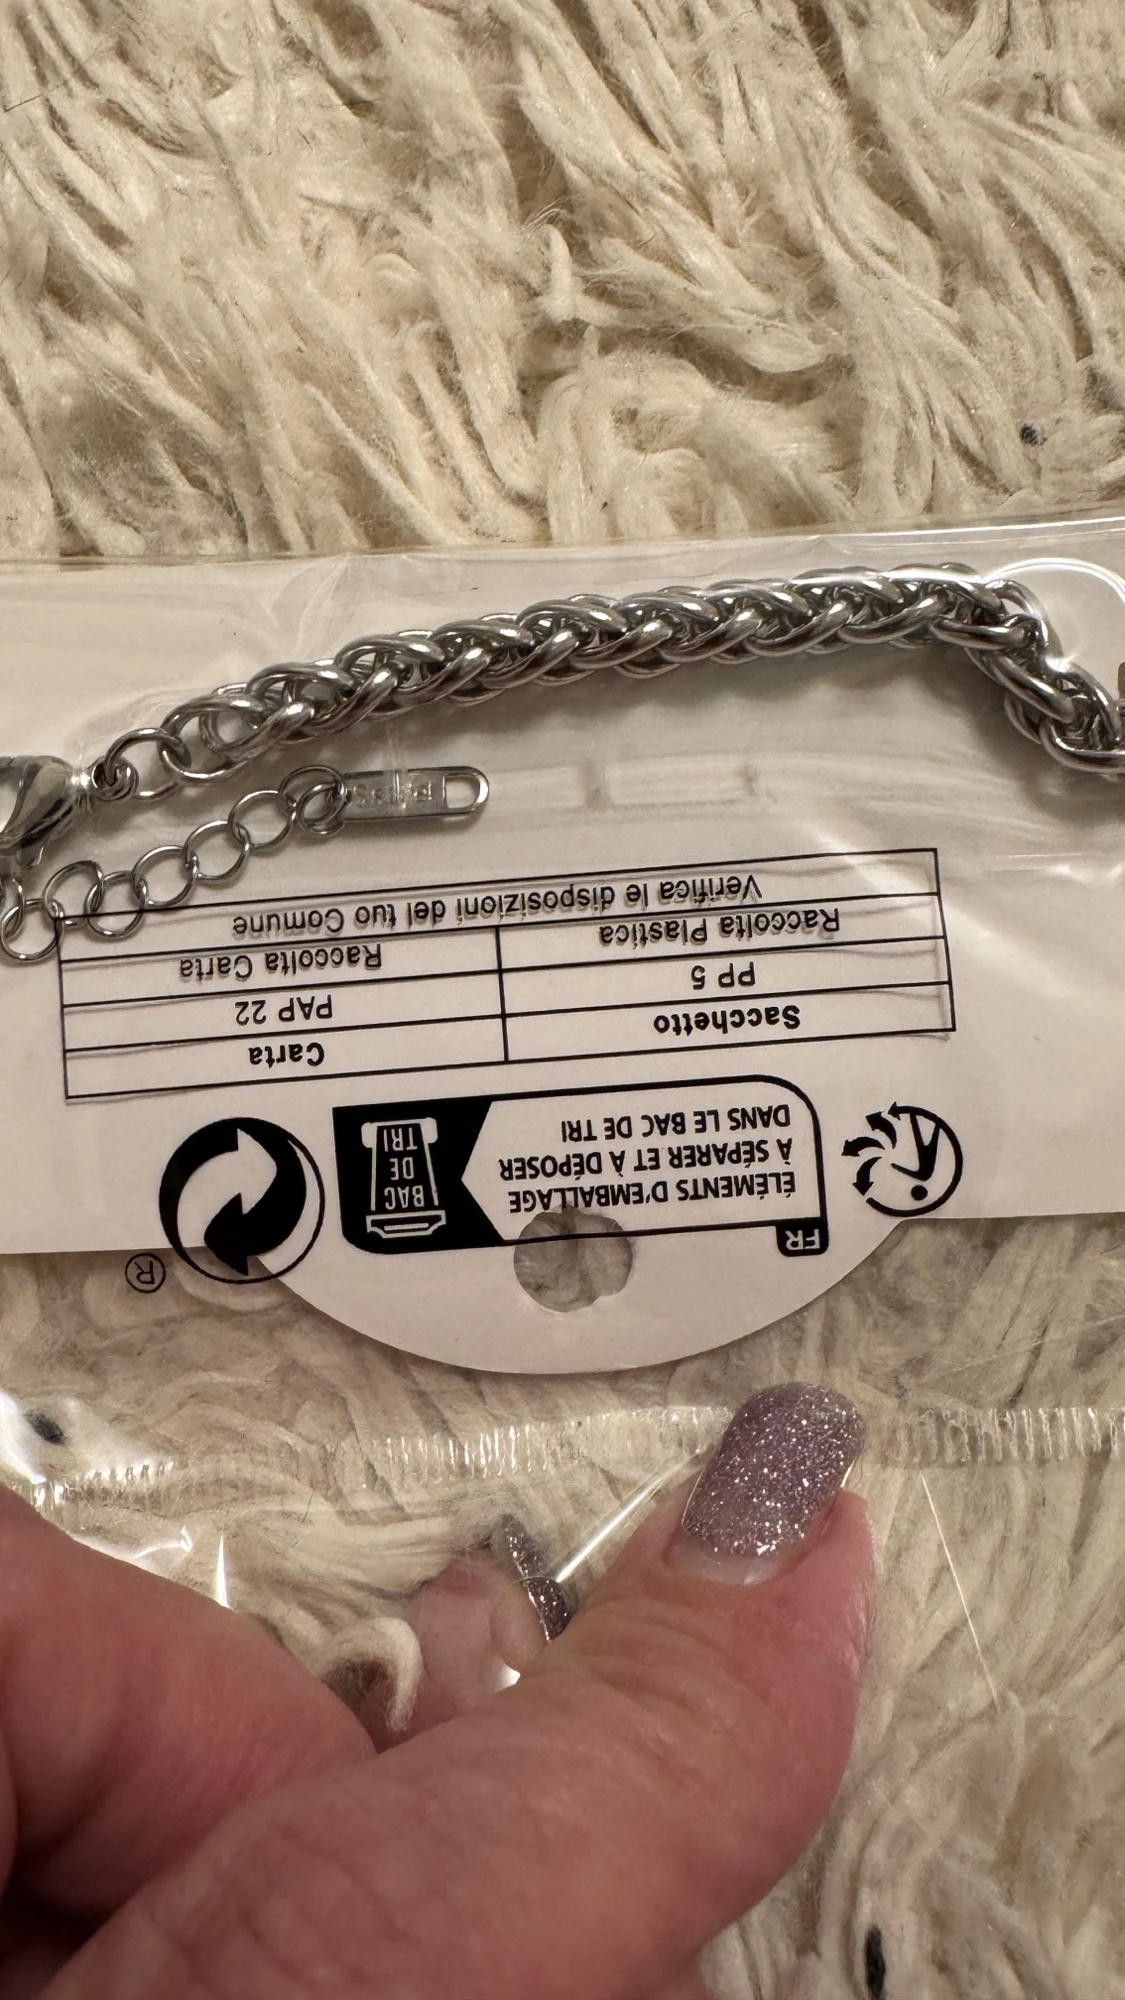 FR
ÉLÉMENTS D'EMBALLAGE
À SÉPARER ET À DÉPOSER
DANS LE BAC DE TRI
BAC
DE
TRI
®
Sacchetto Carta
PP 5 PAP 22
Raccolta Plastica Raccolta Carta
Verifica le disposizioni del tuo Comune